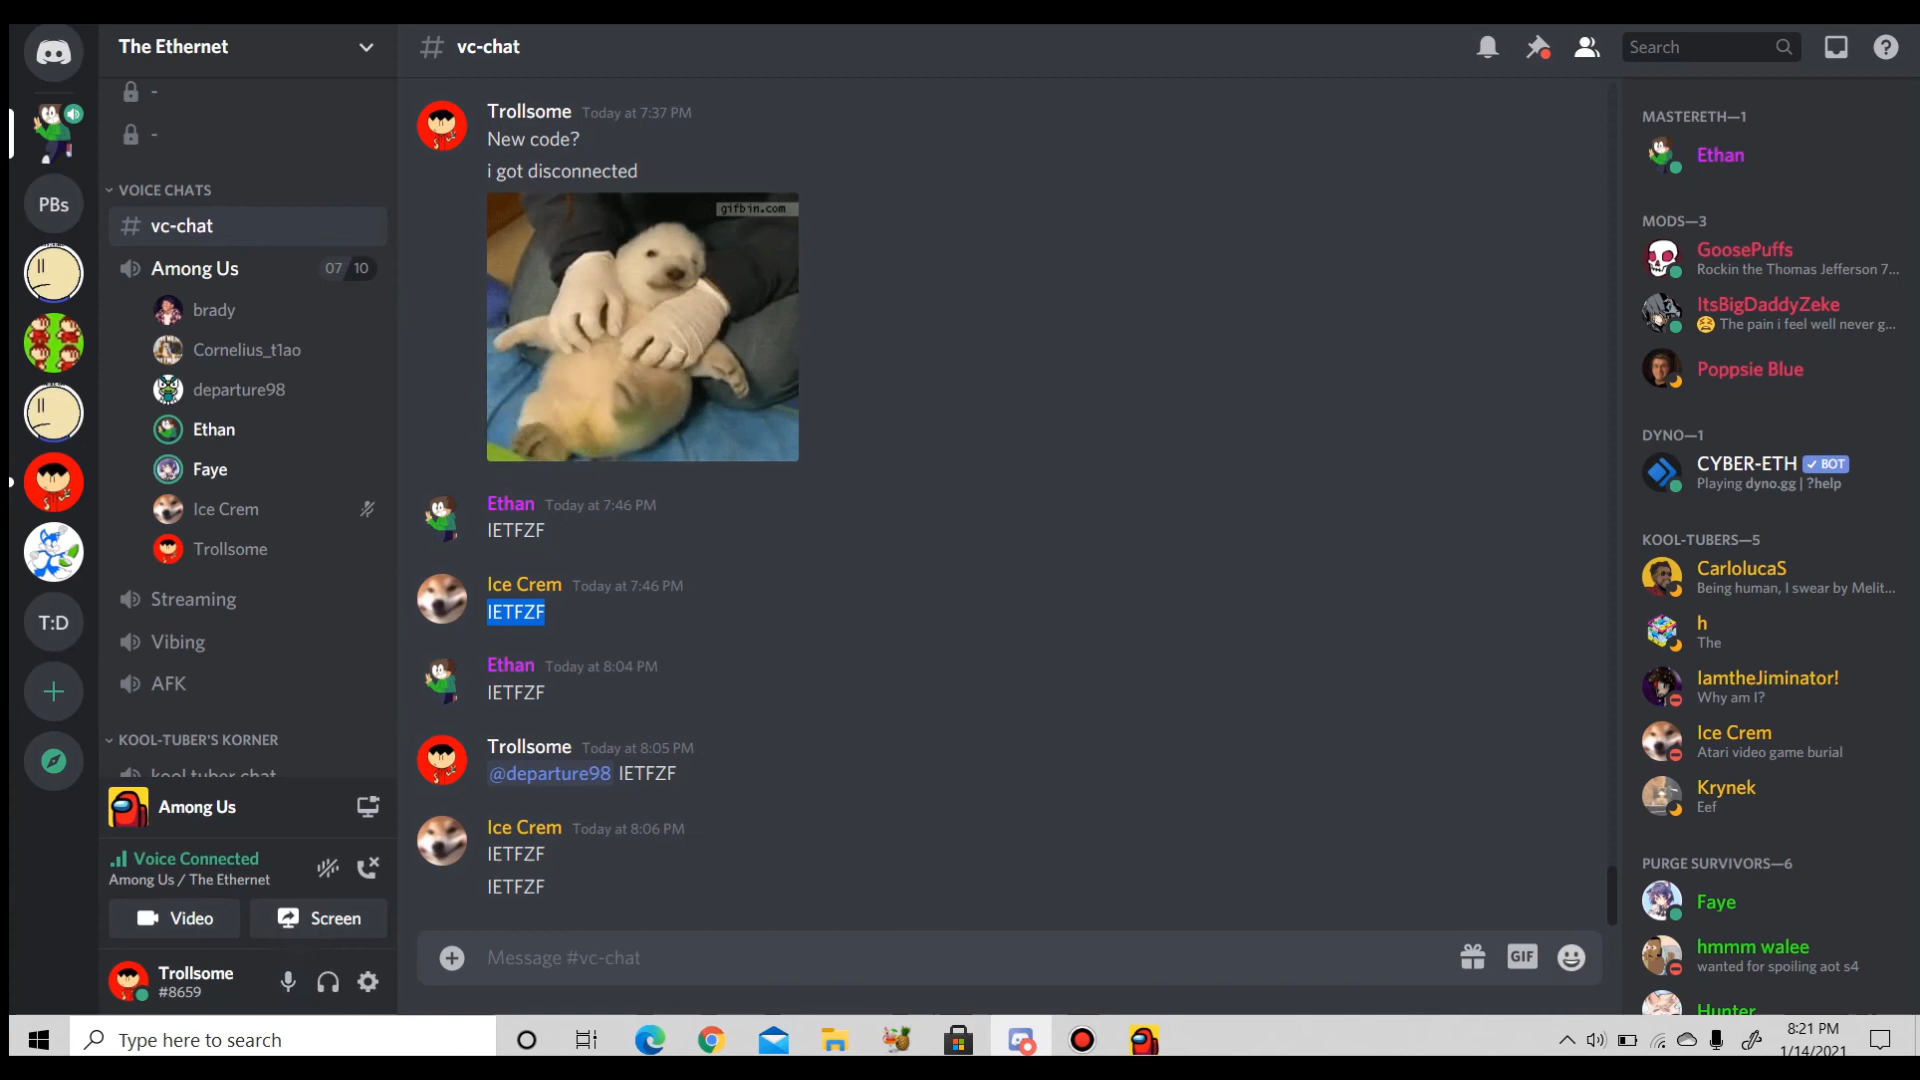 The Ethernet
-
-
VOICE CHATS
vc-chat
Among Us 07 / 10
brady
Cornelius_t1ao
departure98
Ethan
Faye
Ice Crem
Trollsome
Streaming
Vibing
AFK
KOOL-TUBER'S KORNER
kool tuber chat
Among Us
Voice Connected
Among Us / The Ethernet
Video Screen
Trollsome
#8659
PBs
T:D
# vc-chat
Search
Trollsome Today at 7:37 PM
New code?
i got disconnected
gifbin.com
Ethan Today at 7:46 PM
IETFZF
Ice Crem Today at 7:46 PM
IETFZF
Ethan Today at 8:04 PM
IETFZF
Trollsome Today at 8:05 PM
@departure98 IETFZF
Ice Crem Today at 8:06 PM
IETFZF
IETFZF
Message #vc-chat
GIF
MASTERETH—1
Ethan
MODS—3
GoosePuffs
Rockin the Thomas Jefferson 7...
ItsBigDaddyZeke
😫 The pain i feel well never g...
Poppsie Blue
DYNO—1
CYBER-ETH ✓ BOT
Playing dyno.gg | ?help
KOOL-TUBERS—5
CarlolucaS
Being human, I swear by Melit...
h
The
IamtheJiminator!
Why am I?
Ice Crem
Atari video game burial
Krynek
Eef
PURGE SURVIVORS—6
Faye
hmmm walee
wanted for spoiling aot s4
Hunter
Type here to search
8:21 PM
1/14/2021